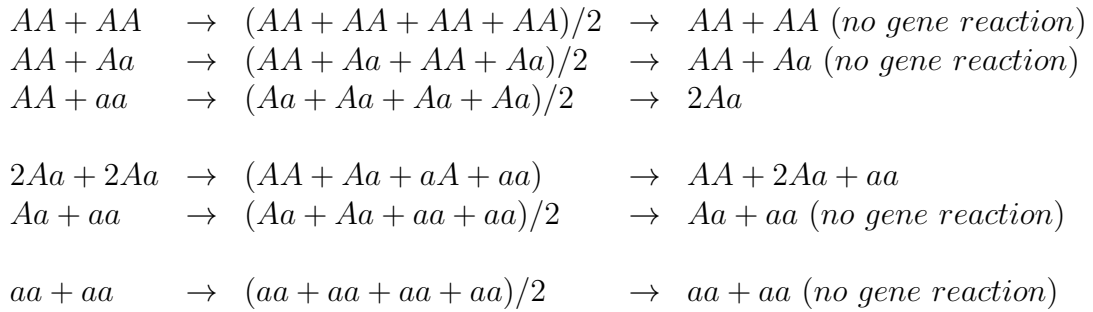 AA + AA → (AA + AA + AA + AA)/2 → AA + AA (no gene reaction)
AA + Aa → (AA + Aa + AA + Aa)/2 → AA + Aa (no gene reaction)
AA + aa → (Aa + Aa + Aa + Aa)/2 → 2Aa
2Aa + 2Aa → (AA + Aa + aA + aa) → AA + 2Aa + aa
Aa + aa → (Aa + Aa + aa + aa)/2 → Aa + aa (no gene reaction)
aa + aa → (aa + aa + aa + aa)/2 → aa + aa (no gene reaction)